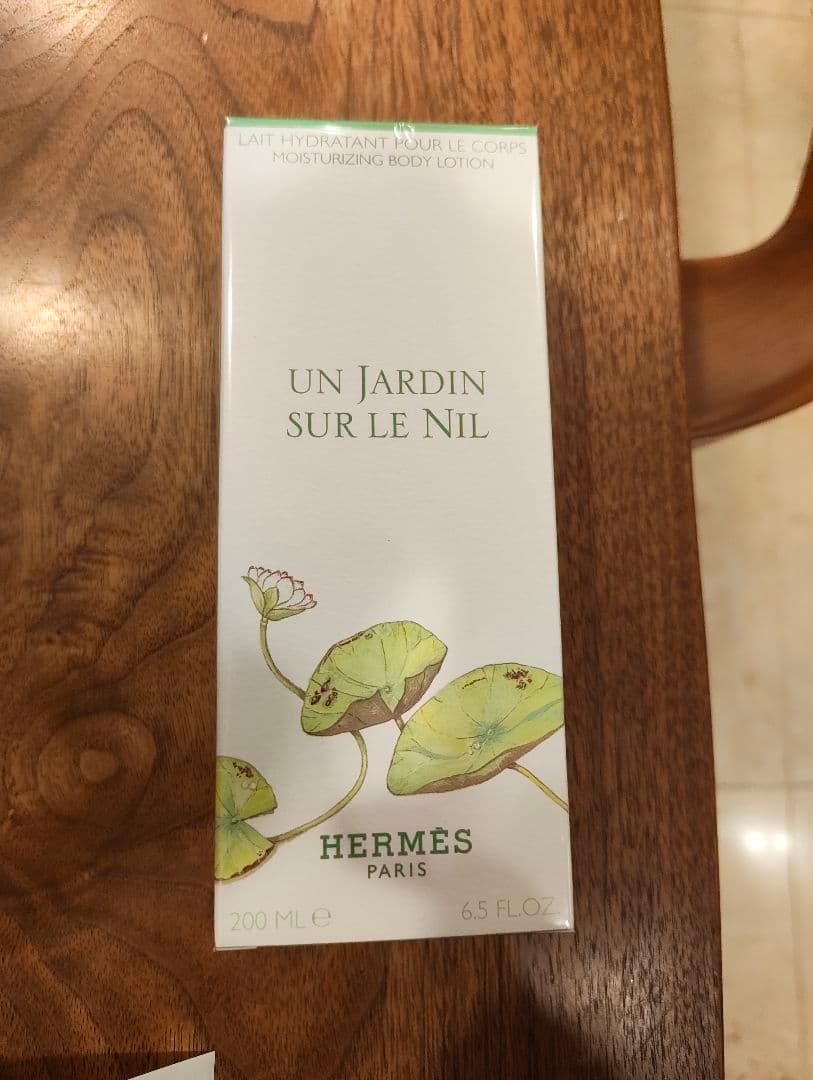 LAIT HYDRATANT POUR LE CORPS
MOISTURIZING BODY LOTION
UN JARDIN
SUR LE NIL
HERMÈS
PARIS
200 ML ℮ 6.5 FL.OZ.